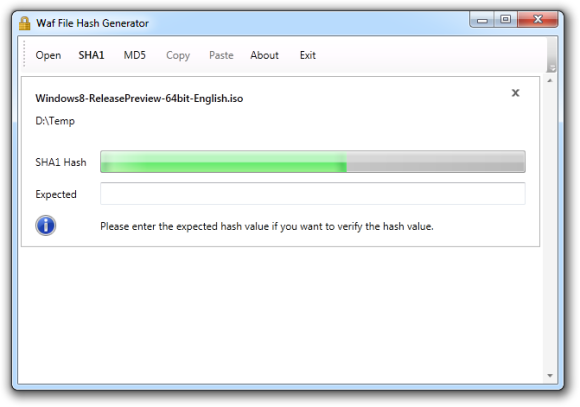 Waf File Hash Generator
Open SHA1 MD5 Copy Paste About Exit
Windows8-ReleasePreview-64bit-English.iso
x
D:\Temp
SHA1 Hash
Expected
Please enter the expected hash value if you want to verify the hash value.